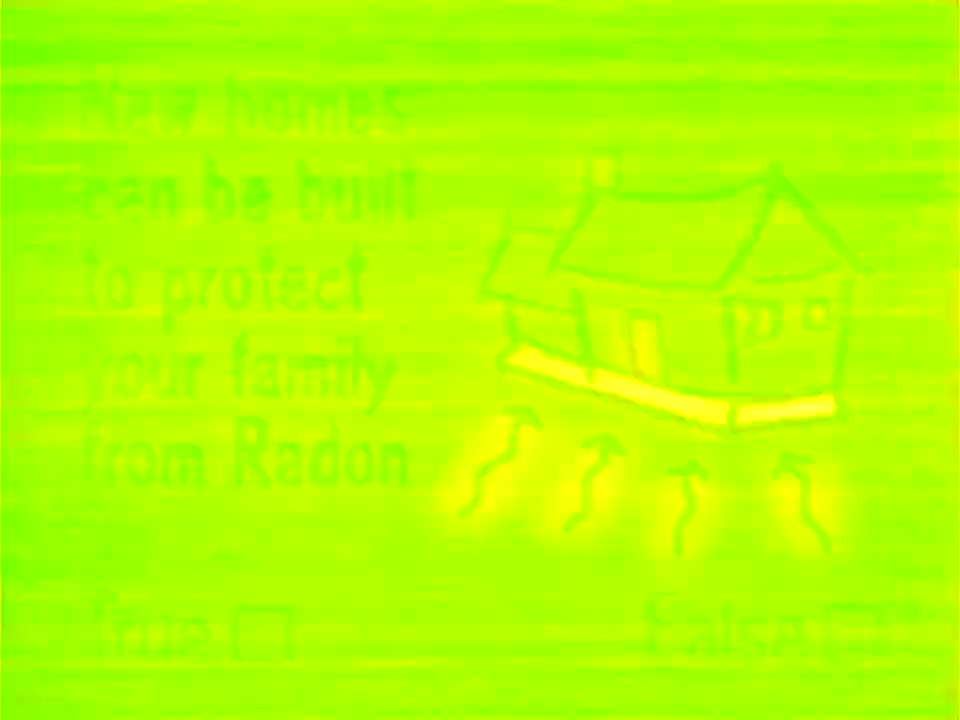 New homes
can be built
to protect
your family
from Radon
True
False